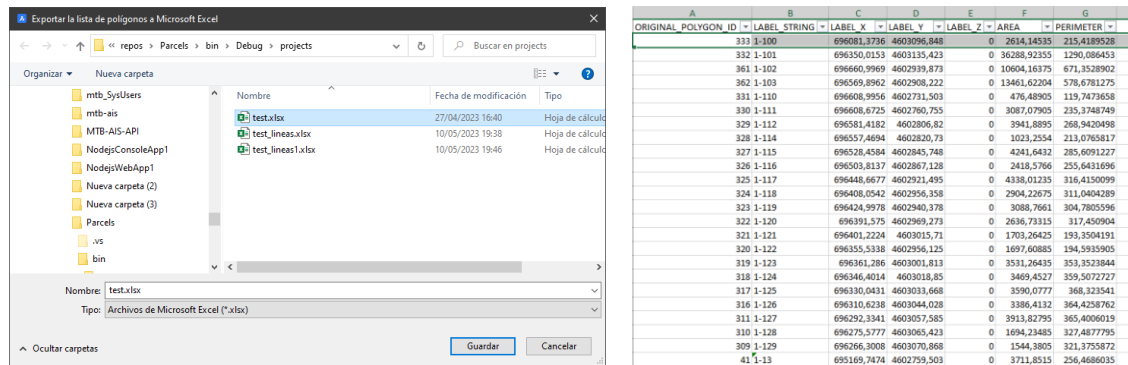 Exportar la lista de polígonos a Microsoft Excel
« repos > Parcels > bin > Debug > projects
Buscar en projects
Organizar
Nueva carpeta
mtb_SysUsers
mtb-ais
MTB-AIS-API
NodejsConsoleApp1
NodejsWebApp1
Nueva carpeta (2)
Nueva carpeta (3)
Parcels
.vs
bin
Nombre Fecha de modificación Tipo
test.xlsx 27/04/2023 16:40 Hoja de cálculo
test_lineas.xlsx 10/05/2023 19:38 Hoja de cálculo
test_lineas1.xlsx 10/05/2023 19:46 Hoja de cálculo
Nombre: test.xlsx
Tipo: Archivos de Microsoft Excel (*.xlsx)
Ocultar carpetas
Guardar
Cancelar
A B C D E F G
ORIGINAL_POLYGON_ID LABEL_STRING LABEL_X LABEL_Y LABEL_Z AREA PERIMETER
333 1-100 696081,3736 4603096,848 0 2614,14535 215,4189528
332 1-101 696350,0153 4603135,423 0 36288,92355 1290,086453
361 1-102 696660,9969 4602939,873 0 10604,16375 671,3528902
362 1-103 696569,8962 4602908,222 0 13461,62204 578,6781275
331 1-110 696608,9956 4602731,503 0 476,48905 119,7473658
330 1-111 696608,6725 4602760,755 0 3087,07905 235,3748749
329 1-112 696581,4182 4602806,82 0 3941,8895 268,9420498
328 1-114 696557,4694 4602820,73 0 1023,2554 213,0765817
327 1-115 696528,4584 4602845,748 0 4241,6432 285,6091227
326 1-116 696503,8137 4602867,128 0 2418,5766 255,6431696
325 1-117 696448,6677 4602921,495 0 4338,01235 316,4150099
324 1-118 696408,0542 4602956,358 0 2904,22675 311,0404289
323 1-119 696424,9978 4602940,378 0 3088,7661 304,7805596
322 1-120 696391,575 4602969,273 0 2636,73315 317,450904
321 1-121 696401,2224 4603015,71 0 1703,26425 193,3504191
320 1-122 696355,5338 4602956,125 0 1697,60885 194,5935905
319 1-123 696361,286 4603001,813 0 3531,26435 353,3523844
318 1-124 696346,4014 4603018,85 0 3469,4527 359,5072727
317 1-125 696330,0431 4603033,668 0 3590,0777 368,323541
316 1-126 696310,6238 4603044,028 0 3386,4132 364,4258762
311 1-127 696292,3341 4603057,585 0 3913,82795 365,4006019
310 1-128 696275,5777 4603065,423 0 1694,23485 327,4877795
309 1-129 696266,3008 4603070,868 0 1544,3805 321,3755872
41 1-13 695169,7474 4602759,503 0 3711,8515 256,4686035